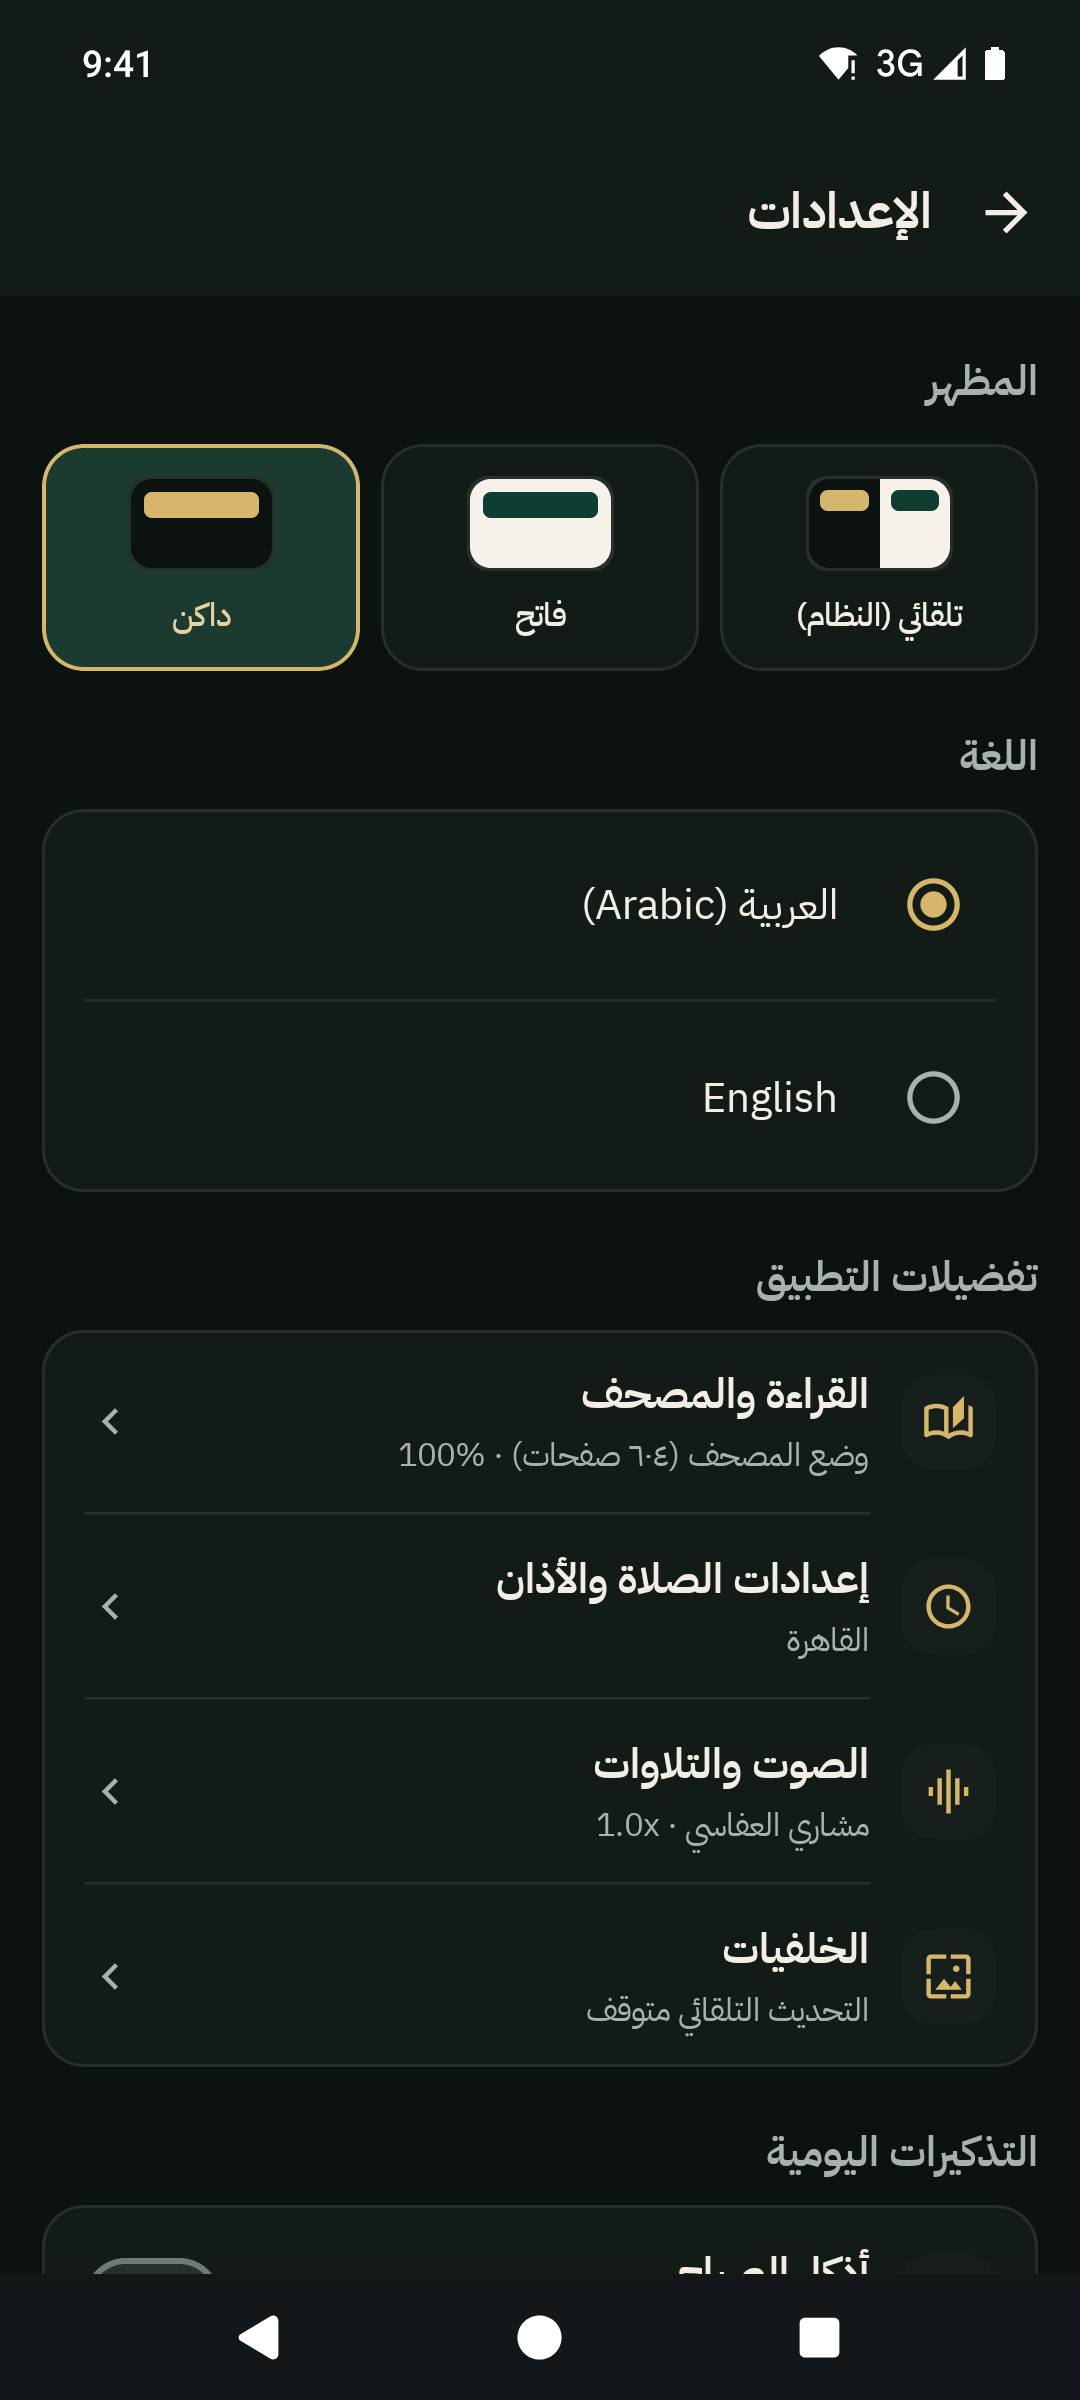 9:41
3G
الإعدادات
المظهر
تلقائي (النظام)
فاتح
داكن
اللغة
العربية (Arabic)
English
تفضيلات التطبيق
القراءة والمصحف
وضع المصحف (٦٠٤ صفحات) · 100%
إعدادات الصلاة والأذان
القاهرة
الصوت والتلاوات
مشاري العفاسي · 1.0x
الخلفيات
التحديث التلقائي متوقف
التذكيرات اليومية